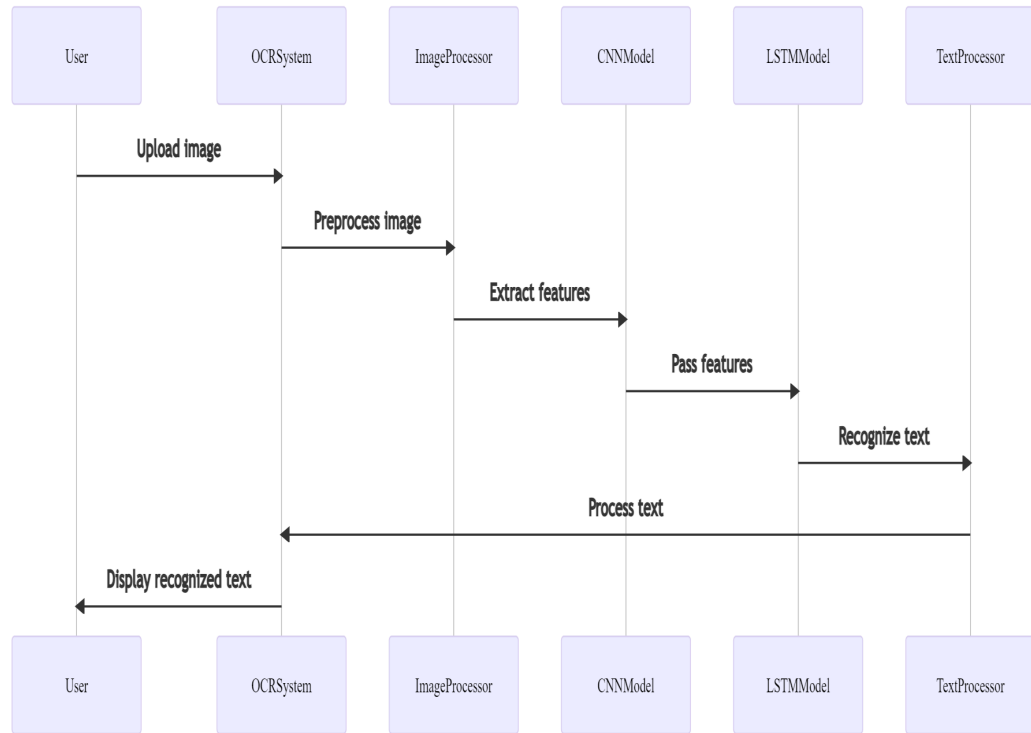 User OCRSystem ImageProcessor CNNModel LSTMModel TextProcessor
Upload image
Preprocess image
Extract features
Pass features
Recognize text
Process text
Display recognized text
User OCRSystem ImageProcessor CNNModel LSTMModel TextProcessor